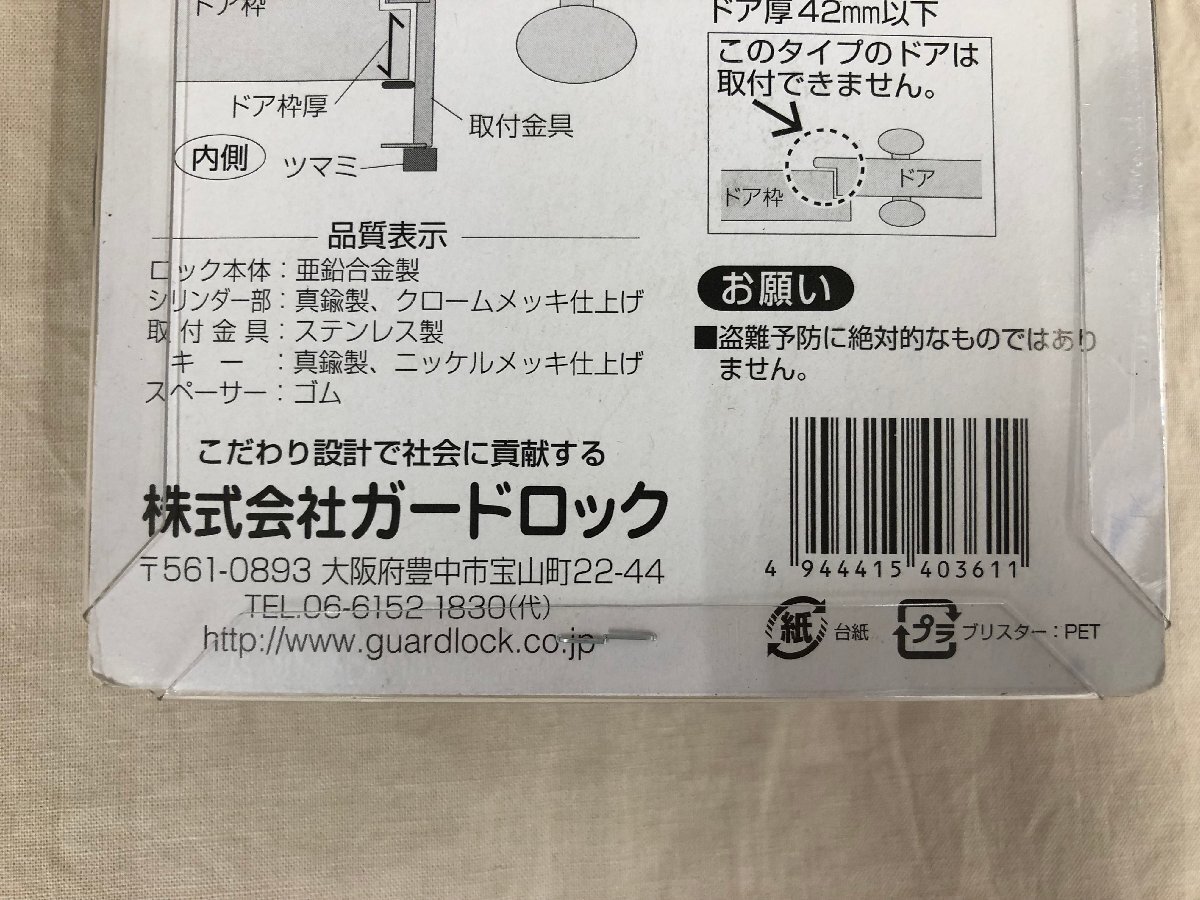 ドア枠
ドア枠厚
取付金具
内側
ツマミ
ドア厚42mm以下
このタイプのドアは
取付できません。
ドア枠
ドア
品質表示
ロック本体：亜鉛合金製
シリンダー部：真鍮製、クロームメッキ仕上げ
取付金具：ステンレス製
キー：真鍮製、ニッケルメッキ仕上げ
スペーサー：ゴム
お願い
■盗難予防に絶対的なものではあり
ません。
こだわり設計で社会に貢献する
株式会社ガードロック
〒561-0893 大阪府豊中市宝山町22-44
TEL.06-6152-1830(代)
http://www.guardlock.co.jp
4 944415 403611
紙 台紙
プラ ブリスター：PET